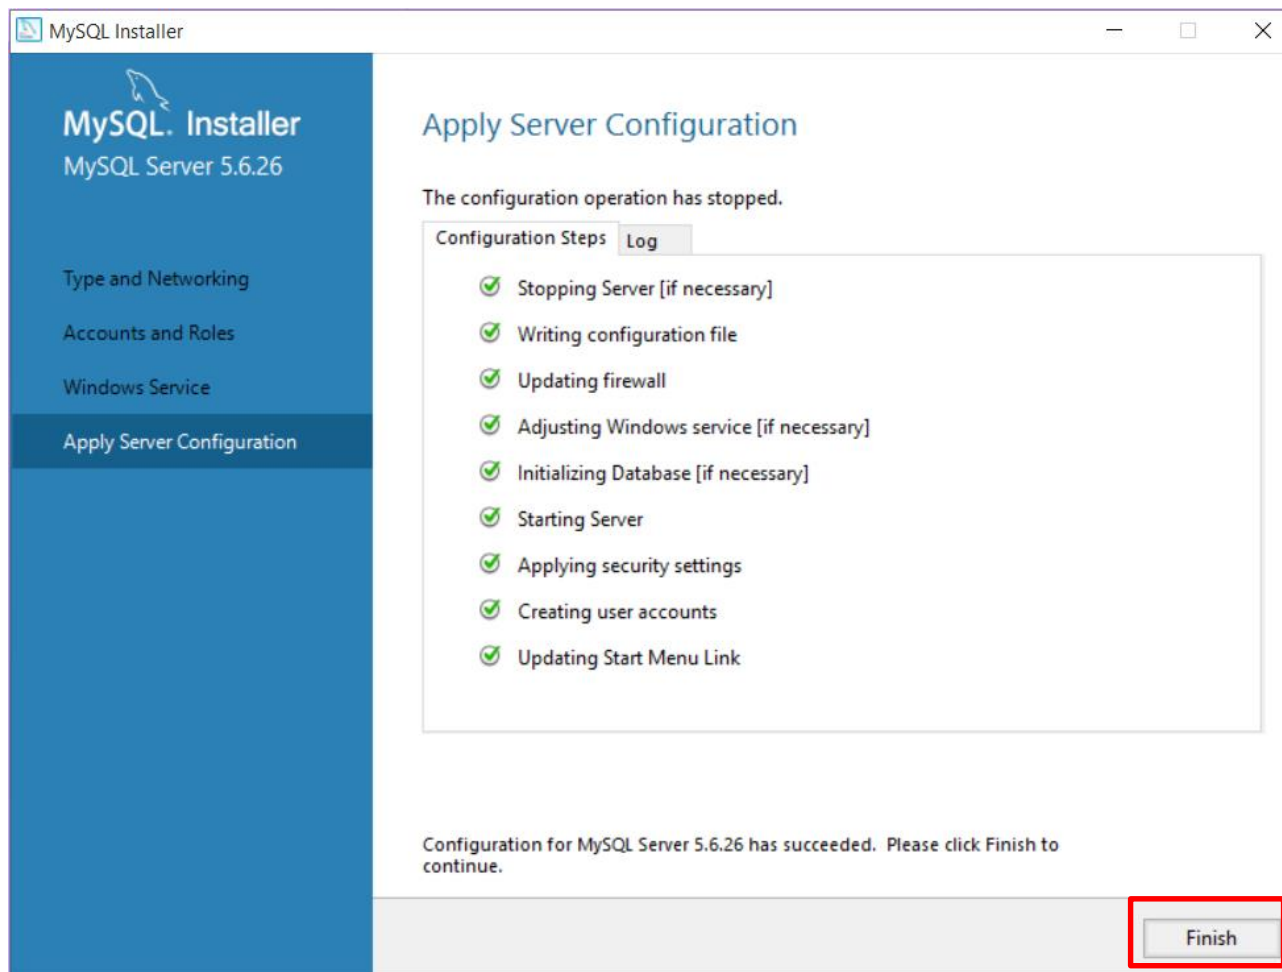 MySQL Installer
MySQL. Installer
MySQL Server 5.6.26
Type and Networking
Accounts and Roles
Windows Service
Apply Server Configuration
Apply Server Configuration
The configuration operation has stopped.
Configuration Steps Log
Stopping Server [if necessary]
Writing configuration file
Updating firewall
Adjusting Windows service [if necessary]
Initializing Database [if necessary]
Starting Server
Applying security settings
Creating user accounts
Updating Start Menu Link
Configuration for MySQL Server 5.6.26 has succeeded. Please click Finish to
continue.
Finish